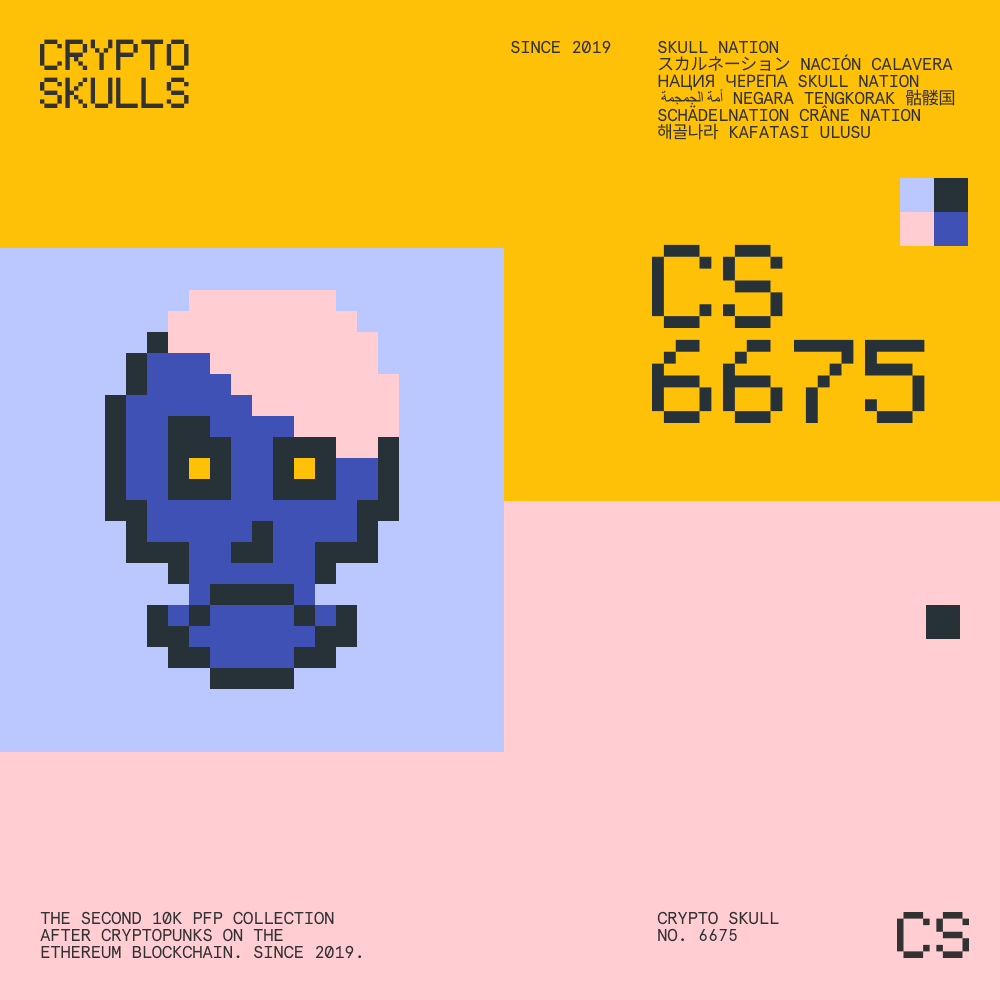 CRYPTO
SKULLS
SINCE 2019
SKULL NATION
スカルネーション NACIÓN CALAVERA
НАЦИЯ ЧЕРЕПА SKULL NATION
أمة الجمجمة NEGARA TENGKORAK 骷髅国
SCHÄDELNATION CRÂNE NATION
해골나라 KAFATASI ULUSU
CS
6675
THE SECOND 10K PFP COLLECTION
AFTER CRYPTOPUNKS ON THE
ETHEREUM BLOCKCHAIN. SINCE 2019.
CRYPTO SKULL
NO. 6675
CS